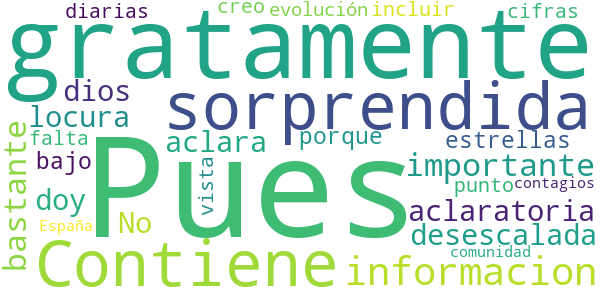 diarias creo evolución incluir cifras
gratamente
dios sorprendida
locura
falta aclara porque estrellas
bajo importante
bastante vista punto contagios
doy No Pues aclaratoria
España desescalada
comunidad
Contiene informacion